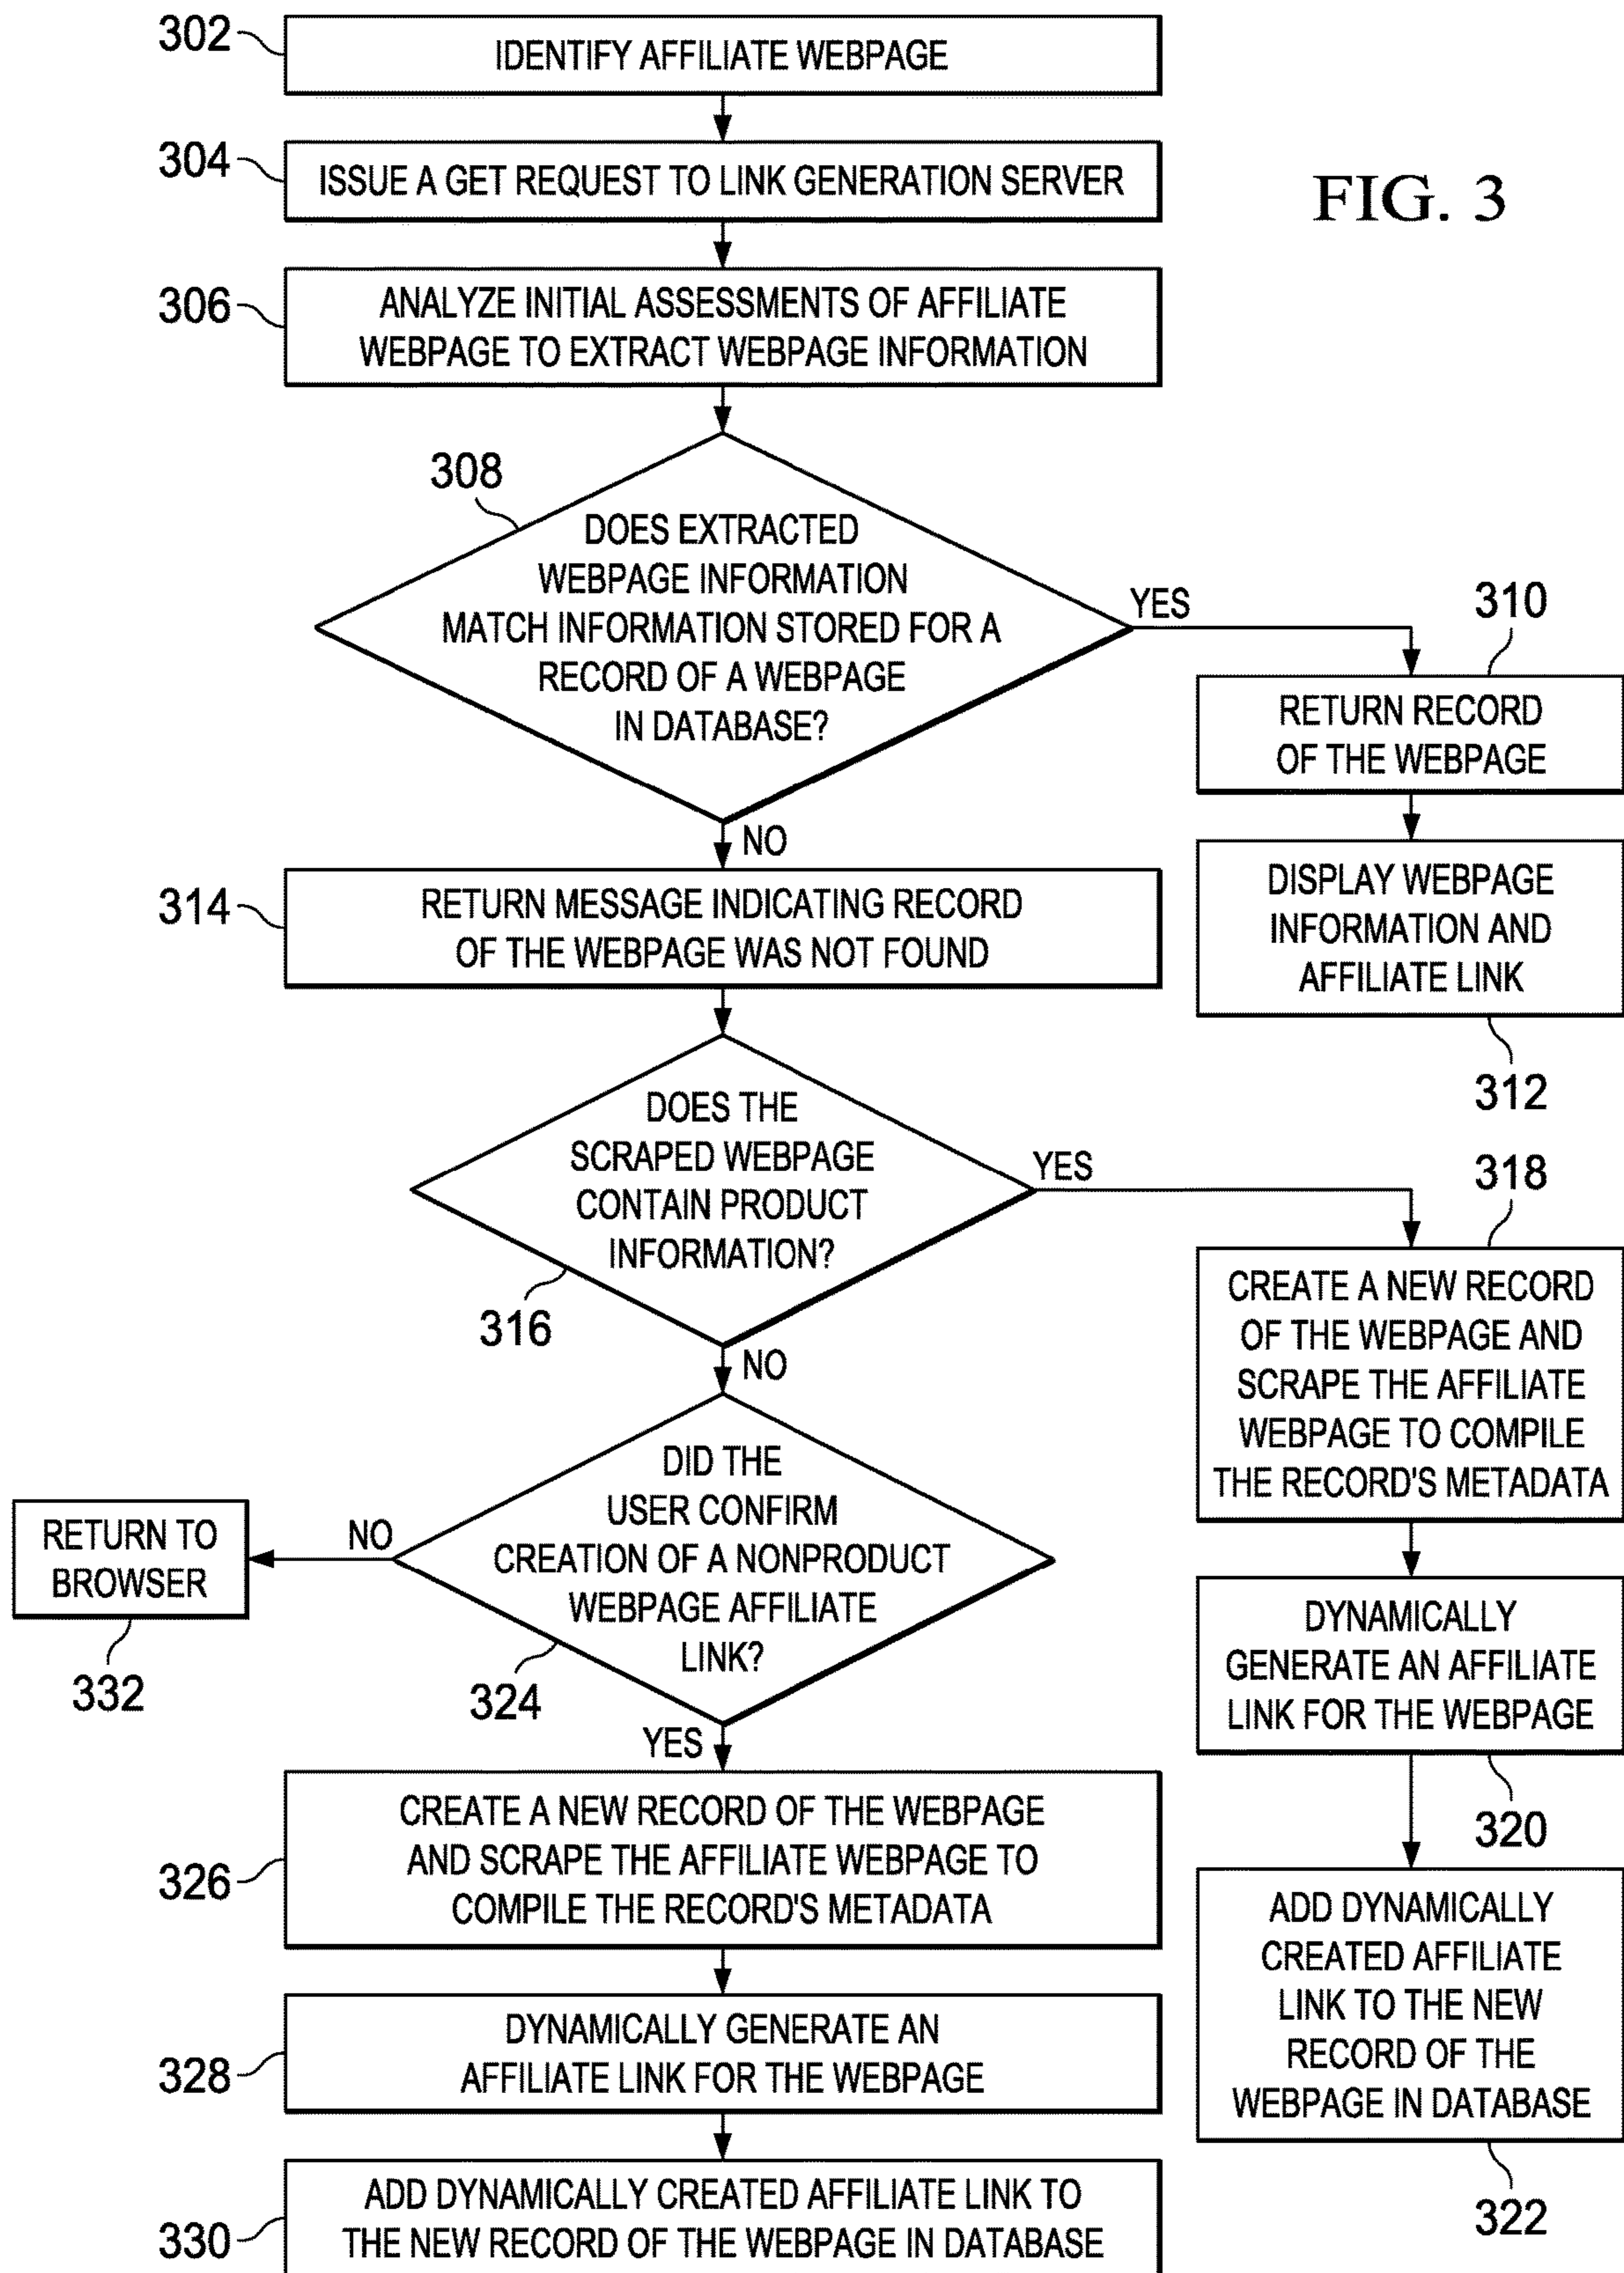 302
IDENTIFY AFFILIATE WEBPAGE
304
ISSUE A GET REQUEST TO LINK GENERATION SERVER
FIG. 3
306
ANALYZE INITIAL ASSESSMENTS OF AFFILIATE
WEBPAGE TO EXTRACT WEBPAGE INFORMATION
308
DOES EXTRACTED
WEBPAGE INFORMATION
MATCH INFORMATION STORED FOR A
RECORD OF A WEBPAGE
IN DATABASE?
YES
310
RETURN RECORD
OF THE WEBPAGE
DISPLAY WEBPAGE
INFORMATION AND
AFFILIATE LINK
312
NO
314
RETURN MESSAGE INDICATING RECORD
OF THE WEBPAGE WAS NOT FOUND
DOES THE
SCRAPED WEBPAGE
CONTAIN PRODUCT
INFORMATION?
316
YES
318
CREATE A NEW RECORD
OF THE WEBPAGE AND
SCRAPE THE AFFILIATE
WEBPAGE TO COMPILE
THE RECORD'S METADATA
DYNAMICALLY
GENERATE AN AFFILIATE
LINK FOR THE WEBPAGE
320
ADD DYNAMICALLY
CREATED AFFILIATE
LINK TO THE NEW
RECORD OF THE
WEBPAGE IN DATABASE
322
NO
DID THE
USER CONFIRM
CREATION OF A NONPRODUCT
WEBPAGE AFFILIATE
LINK?
324
NO
RETURN TO
BROWSER
332
YES
326
CREATE A NEW RECORD OF THE WEBPAGE
AND SCRAPE THE AFFILIATE WEBPAGE TO
COMPILE THE RECORD'S METADATA
328
DYNAMICALLY GENERATE AN
AFFILIATE LINK FOR THE WEBPAGE
330
ADD DYNAMICALLY CREATED AFFILIATE LINK TO
THE NEW RECORD OF THE WEBPAGE IN DATABASE